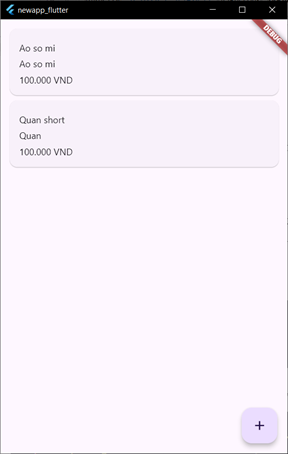 newapp_flutter
DEBUG
Ao so mi
Ao so mi
100.000 VND
Quan short
Quan
100.000 VND
+